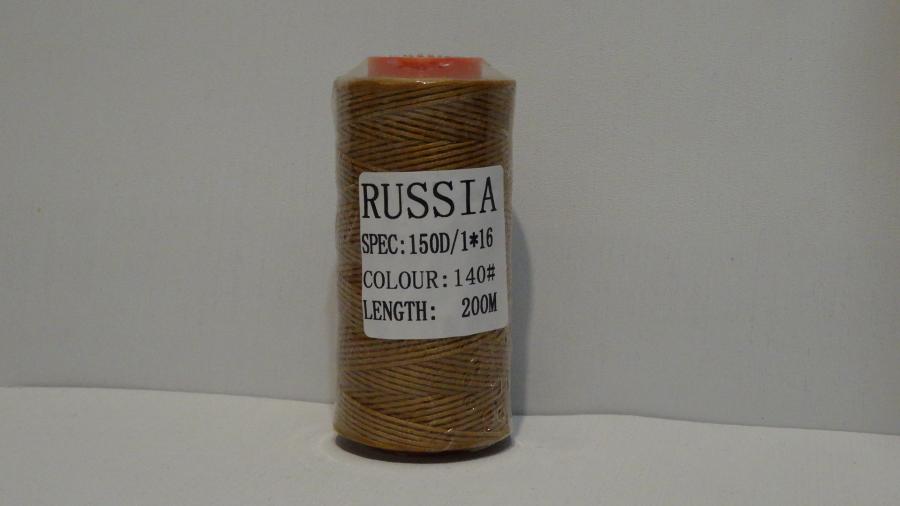 RUSSIA
SPEC:150D/1*16
COLOUR:140#
LENGTH: 200M